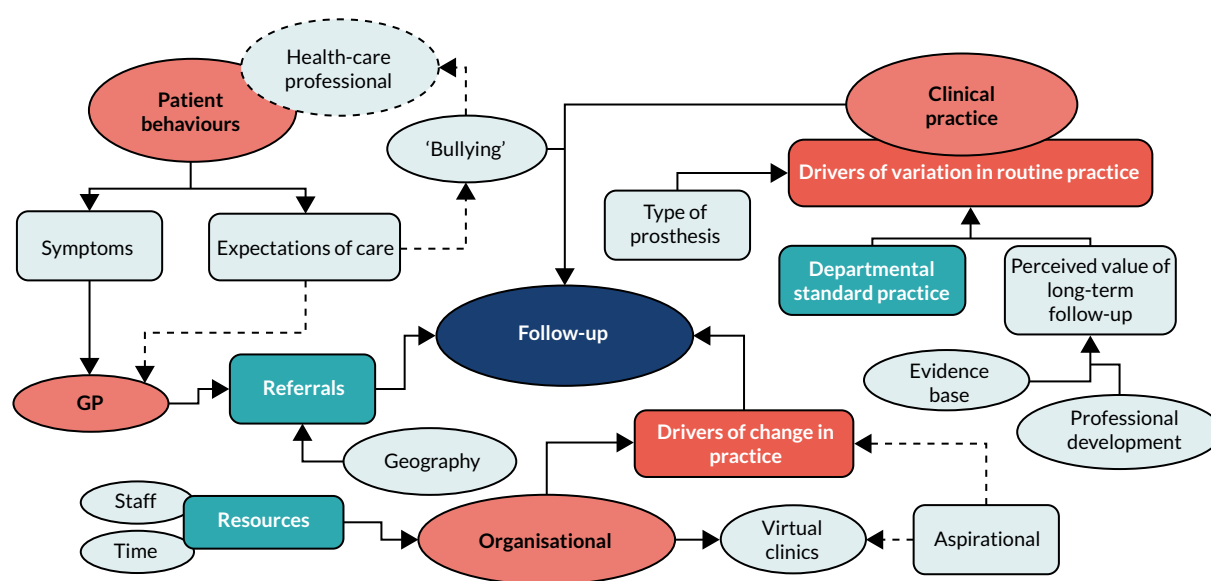 Health-care
professional
Patient
behaviours
Clinical
practice
‘Bullying’
Drivers of variation in routine practice
Symptoms
Expectations of care
Type of
prosthesis
Departmental
standard practice
Perceived value of
long-term
follow-up
Follow-up
Evidence
base
Professional
development
GP
Referrals
Geography
Drivers of change in
practice
Staff
Time
Resources
Organisational
Virtual
clinics
Aspirational